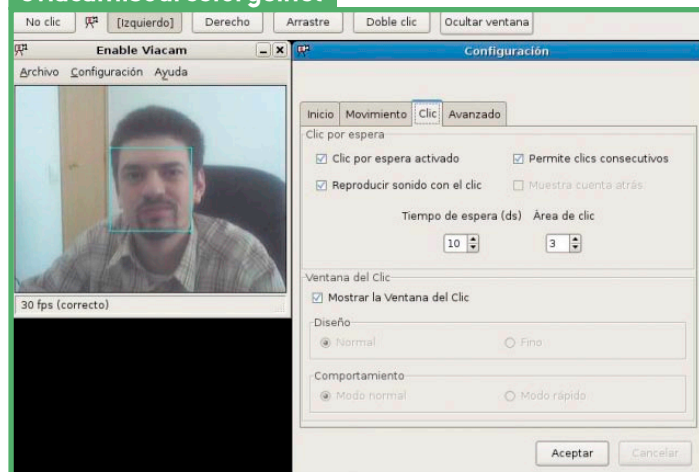 No clic [Izquierdo] Derecho Arrastre Doble clic Ocultar ventana
Enable Viacam
Archivo Configuración Ayuda
30 fps (correcto)
Configuración
Inicio Movimiento Clic Avanzado
Clic por espera
Clic por espera activado Permite clics consecutivos
Reproducir sonido con el clic Muestra cuenta atrás
Tiempo de espera (ds) Área de clic
10 3
Ventana del Clic
Mostrar la Ventana del Clic
Diseño
Normal Fino
Comportamiento
Modo normal Modo rápido
Aceptar Cancelar